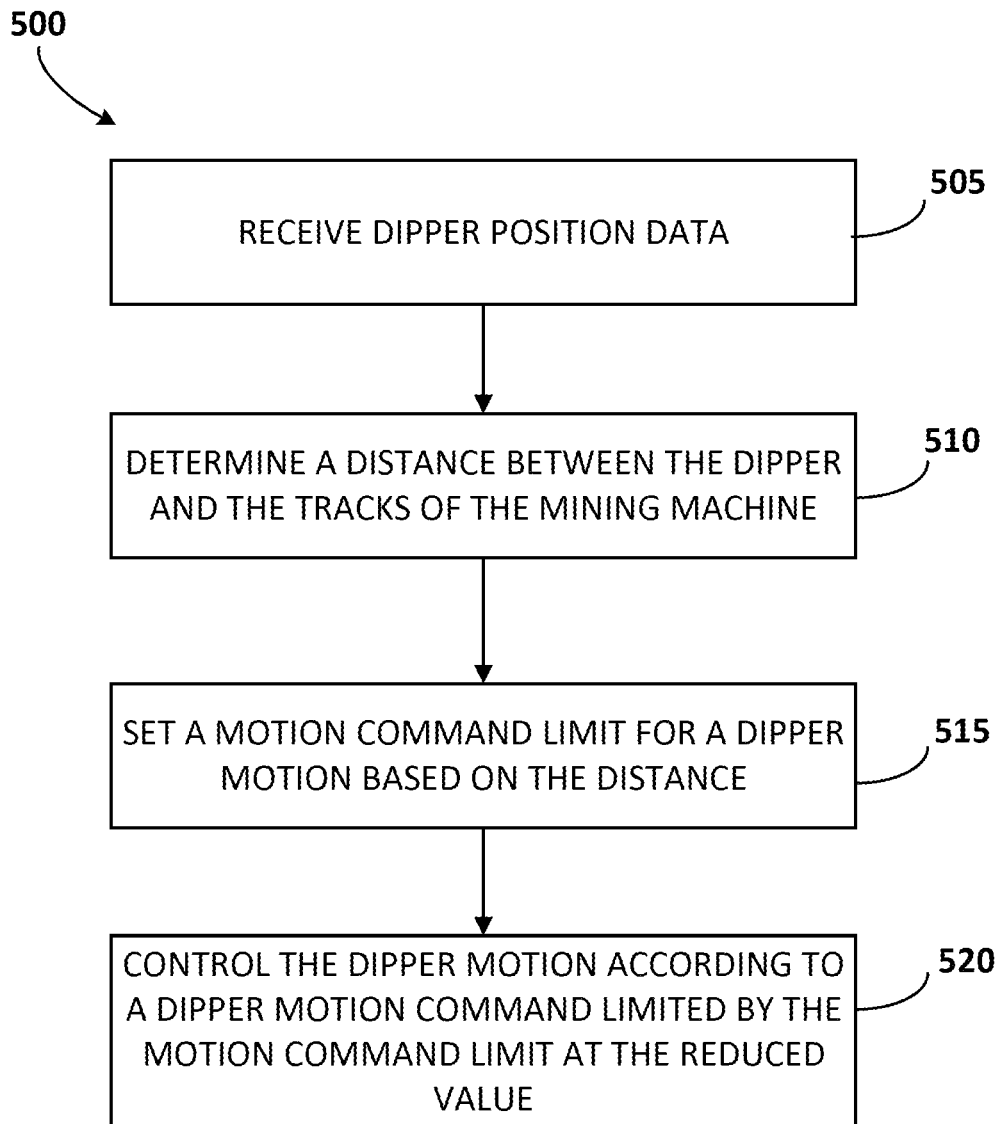 500
RECEIVE DIPPER POSITION DATA
505
DETERMINE A DISTANCE BETWEEN THE DIPPER
AND THE TRACKS OF THE MINING MACHINE
510
SET A MOTION COMMAND LIMIT FOR A DIPPER
MOTION BASED ON THE DISTANCE
515
CONTROL THE DIPPER MOTION ACCORDING TO
A DIPPER MOTION COMMAND LIMITED BY THE
MOTION COMMAND LIMIT AT THE REDUCED
VALUE
520